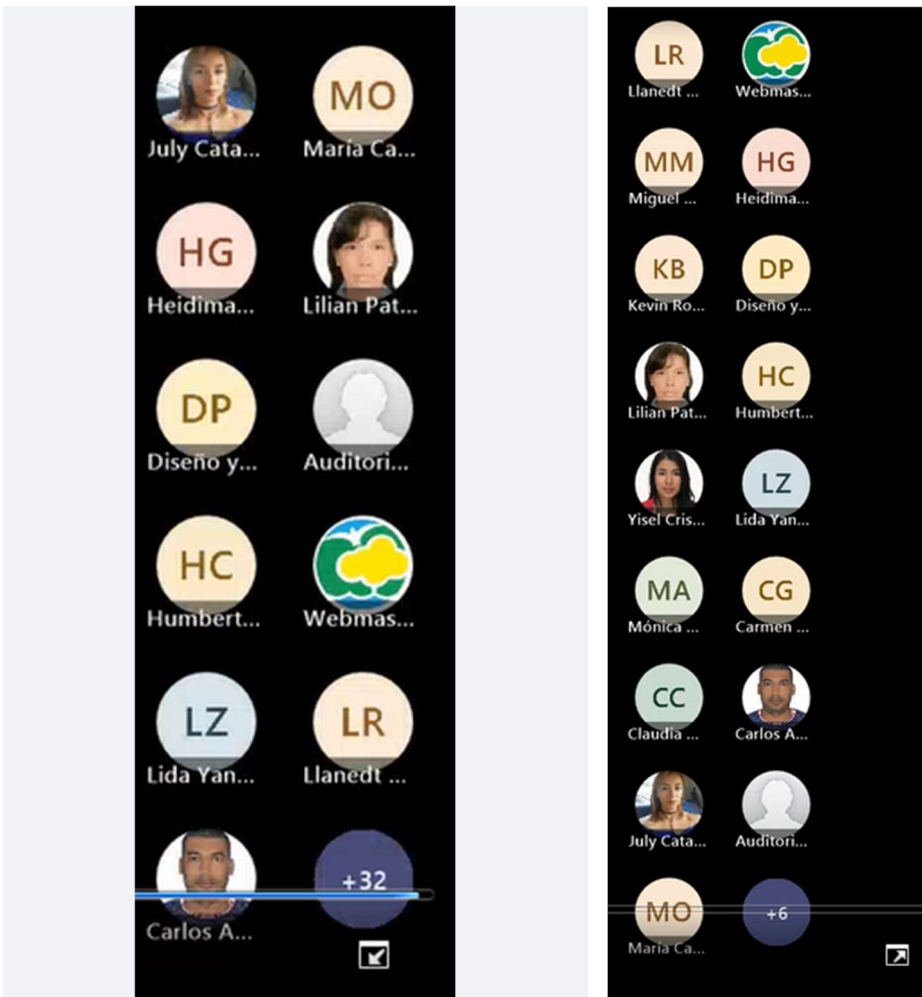 MO
July Cata...
María Ca...
HG
Heidima...
Lilian Pat...
DP
Diseño y...
Auditori...
HC
Humbert...
Webmas...
LZ
LR
Lida Yan...
Llanedt ...
+32
Carlos A...
LR
Llanedt ...
Webmas...
MM
HG
Miguel ...
Heidima...
KB
DP
Kevin Ro...
Diseño y...
HC
Lilian Pat...
Humbert...
LZ
Yisel Cris...
Lida Yan...
MA
CG
Mónica ...
Carmen ...
CC
Claudia ...
Carlos A...
July Cata...
Auditori...
MO
+6
María Ca...